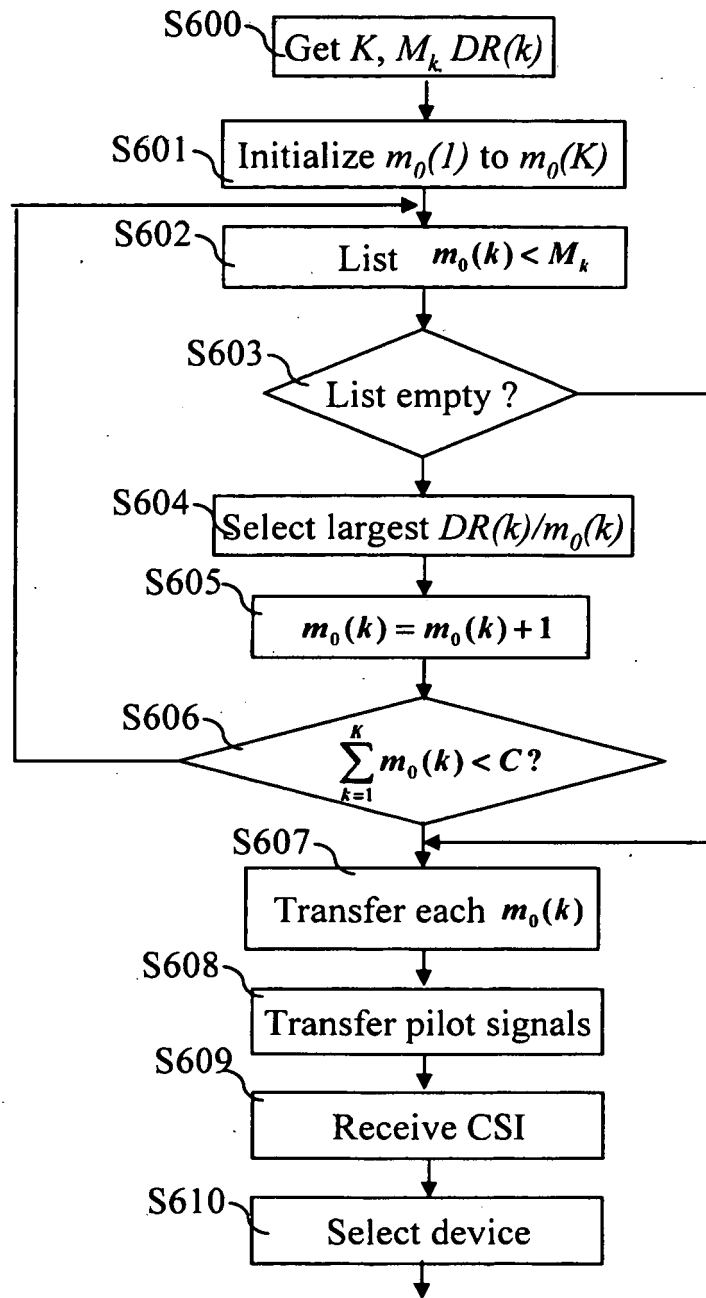 S600
Get K, M_k, DR(k)
S601
Initialize m_0(1) to m_0(K)
S602
List m_0(k) < M_k
S603
List empty ?
S604
Select largest DR(k)/m_0(k)
S605
m_0(k) = m_0(k) + 1
S606
\sum_{k=1}^{K} m_0(k) < C ?
S607
Transfer each m_0(k)
S608
Transfer pilot signals
S609
Receive CSI
S610
Select device